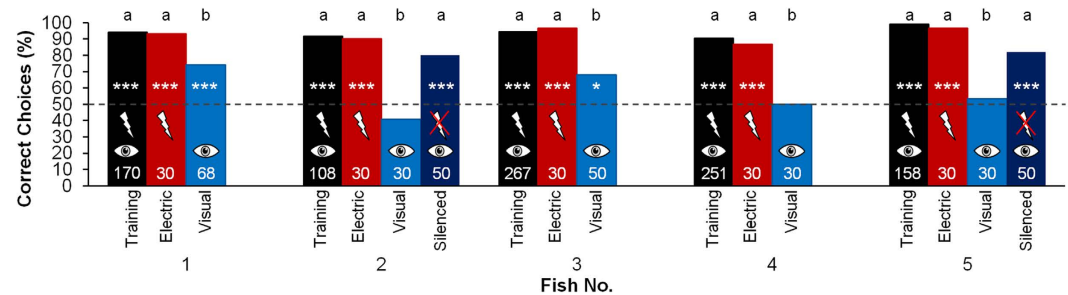 a a b a a b a a a b a a b a a b a
Correct Choices (%)
100
90
80
70
60
50
40
30
20
10
0
*** *** *** *** *** *** *** *** * *** *** *** *** ***
170 30 68 108 30 30 50 267 30 50 251 30 30 158 30 30 50
Training Electric Visual Training Electric Visual Silenced Training Electric Visual Training Electric Visual Training Electric Visual Silenced
1 2 3 4 5
Fish No.